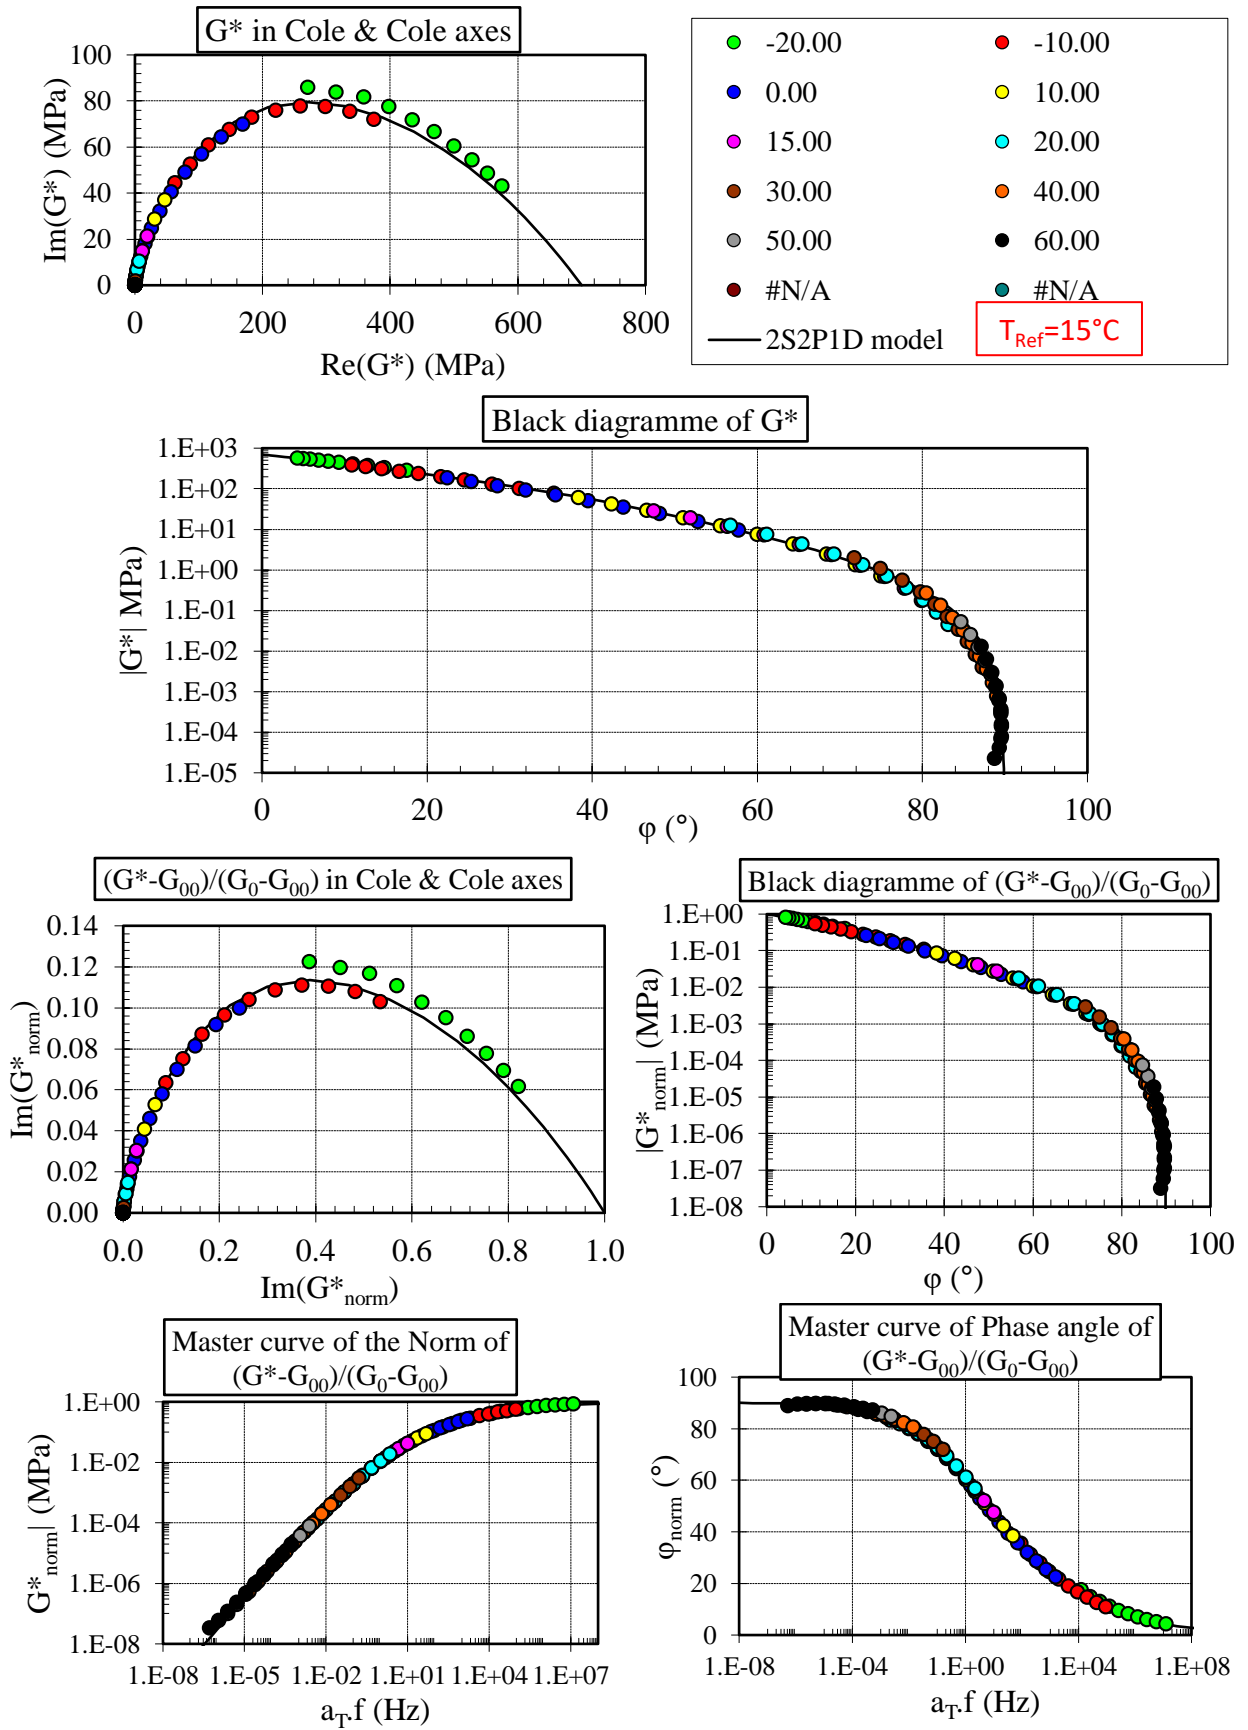 G* in Cole & Cole axes
100
80
60
40
20
0
Im(G*) (MPa)
0 200 400 600 800
Re(G*) (MPa)
-20.00 -10.00
0.00 10.00
15.00 20.00
30.00 40.00
50.00 60.00
#N/A #N/A
2S2P1D model
T_Ref=15°C
Black diagramme of G*
1.E+03
1.E+02
1.E+01
1.E+00
1.E-01
1.E-02
1.E-03
1.E-04
1.E-05
|G*| MPa
0 20 40 60 80 100
φ (°)
(G*-G₀₀)/(G₀-G₀₀) in Cole & Cole axes
0.14
0.12
0.10
0.08
0.06
0.04
0.02
0.00
Im(G*norm)
0.0 0.2 0.4 0.6 0.8 1.0
Im(G*norm)
Black diagramme of (G*-G₀₀)/(G₀-G₀₀)
1.E+00
1.E-01
1.E-02
1.E-03
1.E-04
1.E-05
1.E-06
1.E-07
1.E-08
|G*norm| (MPa)
0 20 40 60 80 100
φ (°)
Master curve of the Norm of
(G*-G₀₀)/(G₀-G₀₀)
1.E+00
1.E-02
1.E-04
1.E-06
1.E-08
G*norm| (MPa)
1.E-08 1.E-05 1.E-02 1.E+01 1.E+04 1.E+07
a_T.f (Hz)
Master curve of Phase angle of
(G*-G₀₀)/(G₀-G₀₀)
100
80
60
40
20
0
φnorm (°)
1.E-08 1.E-04 1.E+00 1.E+04 1.E+08
a_T.f (Hz)